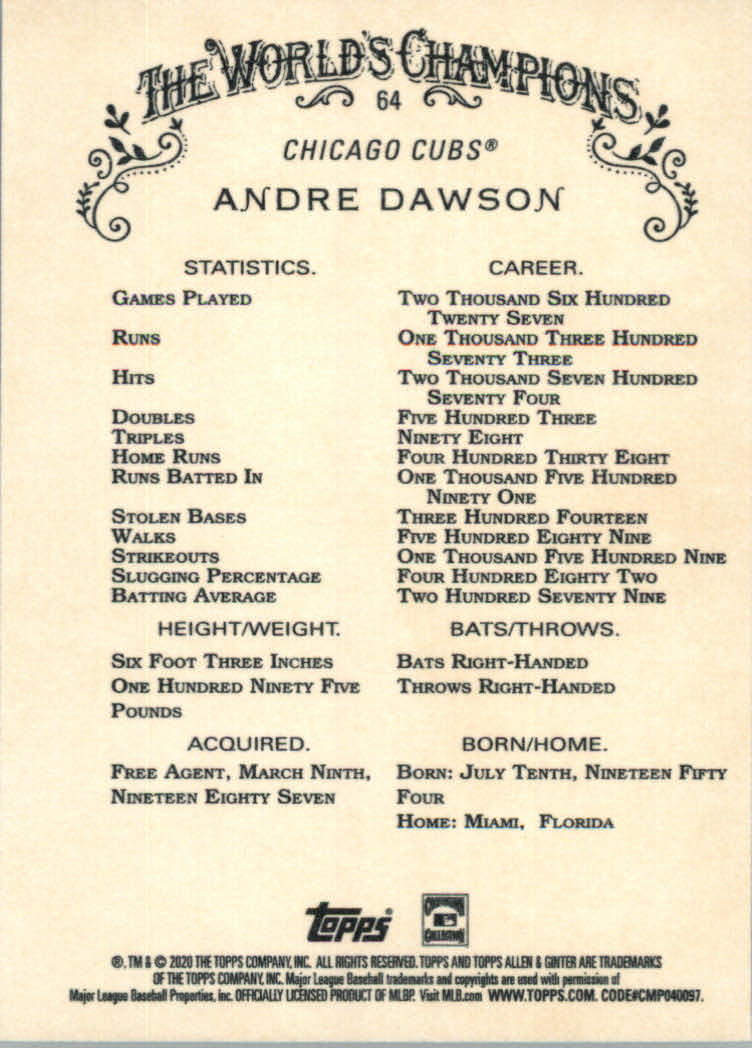 THE WORLD'S CHAMPIONS
64
CHICAGO CUBS®
ANDRE DAWSON
STATISTICS. CAREER.
GAMES PLAYED TWO THOUSAND SIX HUNDRED
TWENTY SEVEN
RUNS ONE THOUSAND THREE HUNDRED
SEVENTY THREE
HITS TWO THOUSAND SEVEN HUNDRED
SEVENTY FOUR
DOUBLES FIVE HUNDRED THREE
TRIPLES NINETY EIGHT
HOME RUNS FOUR HUNDRED THIRTY EIGHT
RUNS BATTED IN ONE THOUSAND FIVE HUNDRED
NINETY ONE
STOLEN BASES THREE HUNDRED FOURTEEN
WALKS FIVE HUNDRED EIGHTY NINE
STRIKEOUTS ONE THOUSAND FIVE HUNDRED NINE
SLUGGING PERCENTAGE FOUR HUNDRED EIGHTY TWO
BATTING AVERAGE TWO HUNDRED SEVENTY NINE
HEIGHT/WEIGHT. BATS/THROWS.
SIX FOOT THREE INCHES BATS RIGHT-HANDED
ONE HUNDRED NINETY FIVE THROWS RIGHT-HANDED
POUNDS
ACQUIRED. BORN/HOME.
FREE AGENT, MARCH NINTH, BORN: JULY TENTH, NINETEEN FIFTY
NINETEEN EIGHTY SEVEN FOUR
HOME: MIAMI, FLORIDA
Topps® COOPERSTOWN COLLECTION
®, TM & © 2020 THE TOPPS COMPANY, INC. ALL RIGHTS RESERVED. TOPPS AND TOPPS ALLEN & GINTER ARE TRADEMARKS
OF THE TOPPS COMPANY, INC. Major League Baseball trademarks and copyrights are used with permission of
Major League Baseball Properties, Inc. OFFICIALLY LICENSED PRODUCT OF MLBP. Visit MLB.com WWW.TOPPS.COM. CODE#CMP040097.